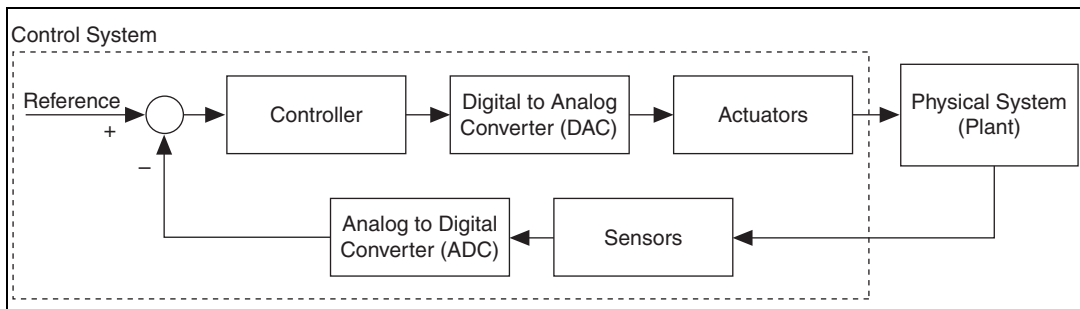 Control System
Reference
+
−
Controller
Digital to Analog
Converter (DAC)
Actuators
Physical System
(Plant)
Analog to Digital
Converter (ADC)
Sensors